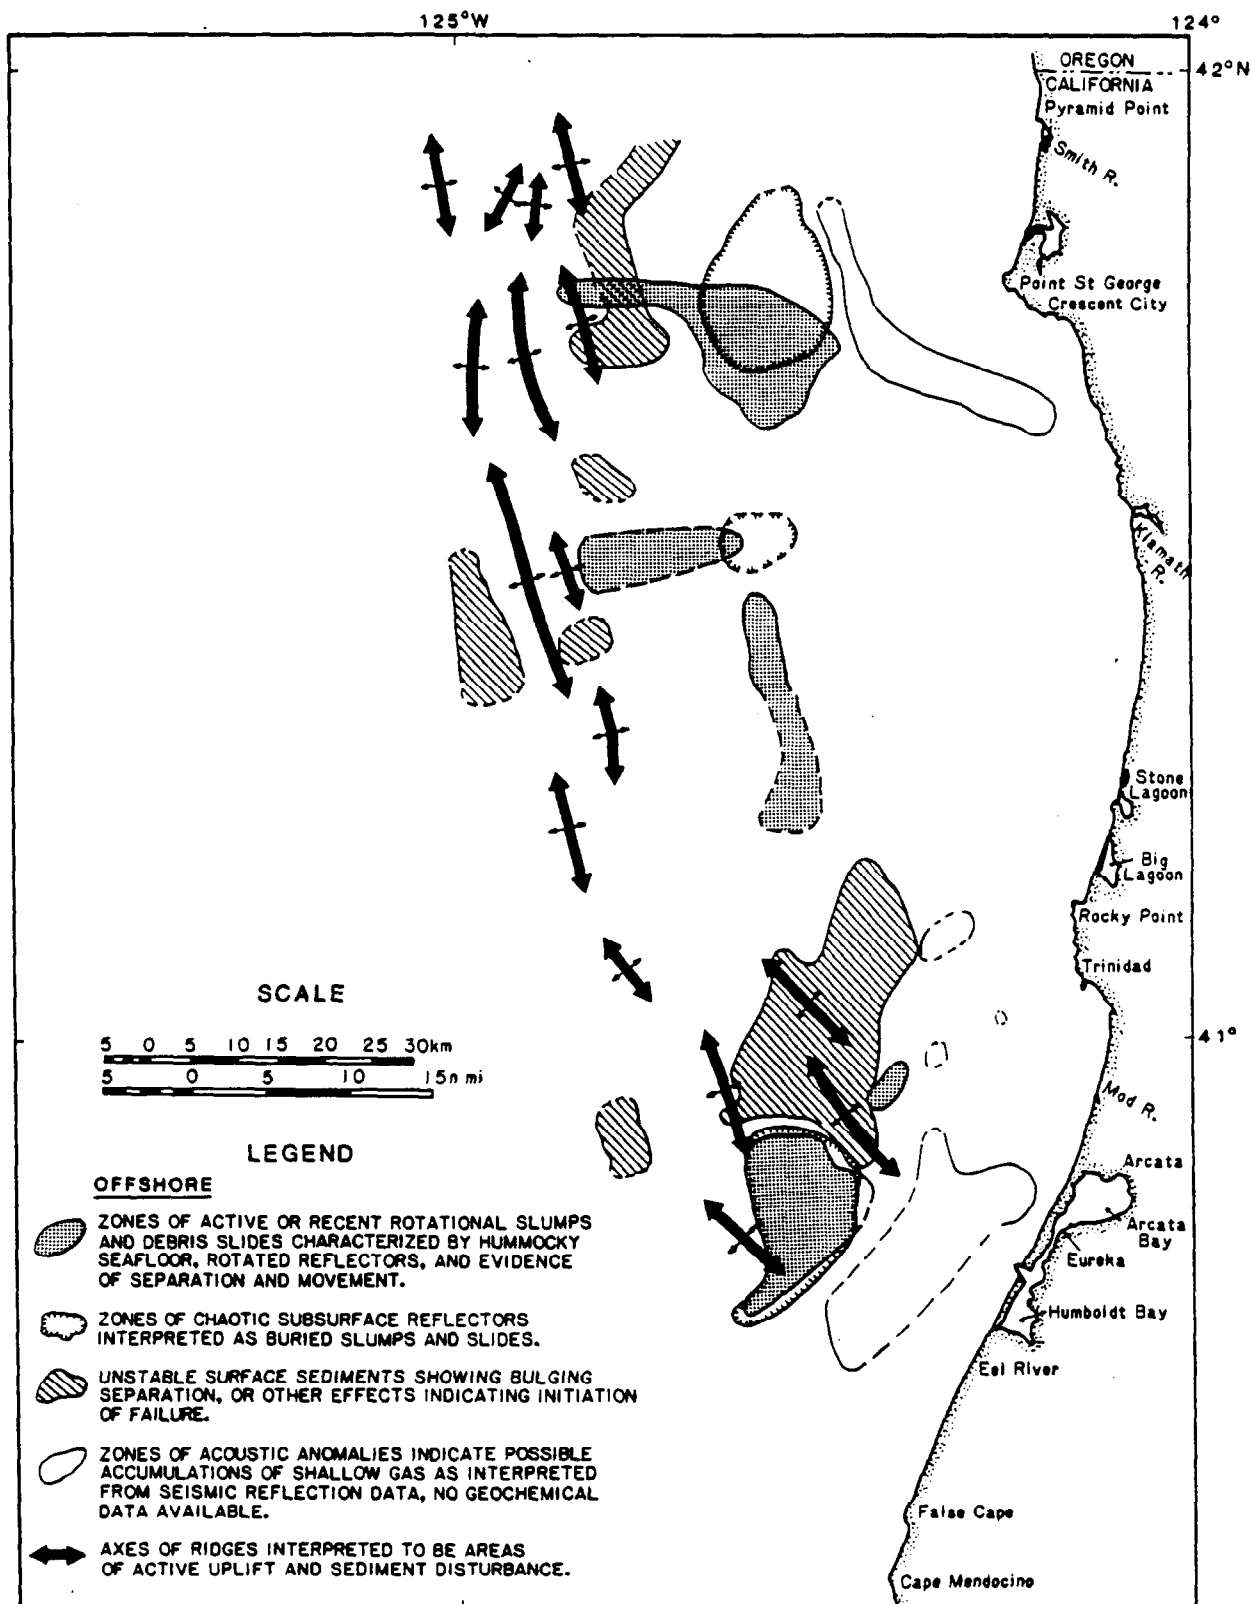 125°W
124°
OREGON
42°N
CALIFORNIA
Pyramid Point
Smith R.
Point St George
Crescent City
Klamath
R.
Stone
Lagoon
Big
Lagoon
Rocky Point
Trinidad
41°
Mad R.
Arcata
Arcata
Bay
Eureka
Humboldt Bay
Eel River
False Cape
Cape Mendocino
SCALE
5 0 5 10 15 20 25 30km
5 0 5 10 15n mi
LEGEND
OFFSHORE
ZONES OF ACTIVE OR RECENT ROTATIONAL SLUMPS
AND DEBRIS SLIDES CHARACTERIZED BY HUMMOCKY
SEAFLOOR, ROTATED REFLECTORS, AND EVIDENCE
OF SEPARATION AND MOVEMENT.
ZONES OF CHAOTIC SUBSURFACE REFLECTORS
INTERPRETED AS BURIED SLUMPS AND SLIDES.
UNSTABLE SURFACE SEDIMENTS SHOWING BULGING
SEPARATION, OR OTHER EFFECTS INDICATING INITIATION
OF FAILURE.
ZONES OF ACOUSTIC ANOMALIES INDICATE POSSIBLE
ACCUMULATIONS OF SHALLOW GAS AS INTERPRETED
FROM SEISMIC REFLECTION DATA, NO GEOCHEMICAL
DATA AVAILABLE.
AXES OF RIDGES INTERPRETED TO BE AREAS
OF ACTIVE UPLIFT AND SEDIMENT DISTURBANCE.